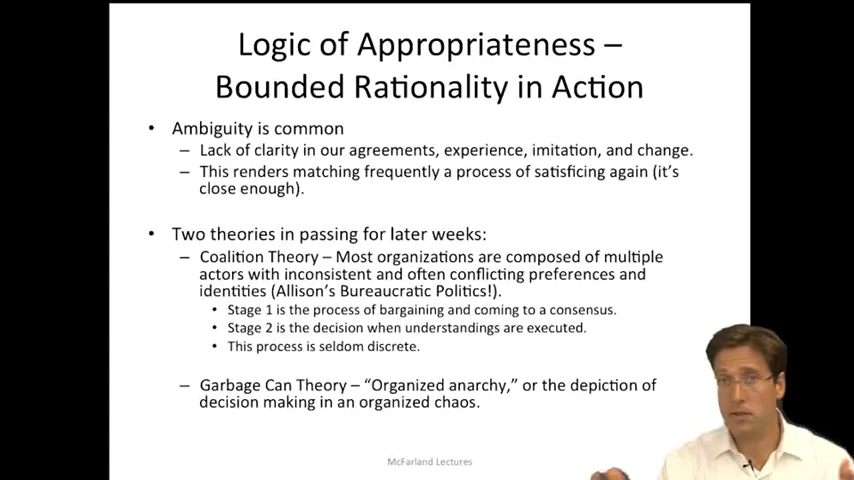 Logic of Appropriateness –
Bounded Rationality in Action
• Ambiguity is common
– Lack of clarity in our agreements, experience, imitation, and change.
– This renders matching frequently a process of satisficing again (it's
close enough).
• Two theories in passing for later weeks:
– Coalition Theory – Most organizations are composed of multiple
actors with inconsistent and often conflicting preferences and
identities (Allison's Bureaucratic Politics!).
• Stage 1 is the process of bargaining and coming to a consensus.
• Stage 2 is the decision when understandings are executed.
• This process is seldom discrete.
– Garbage Can Theory – “Organized anarchy,” or the depiction of
decision making in an organized chaos.
McFarland Lectures